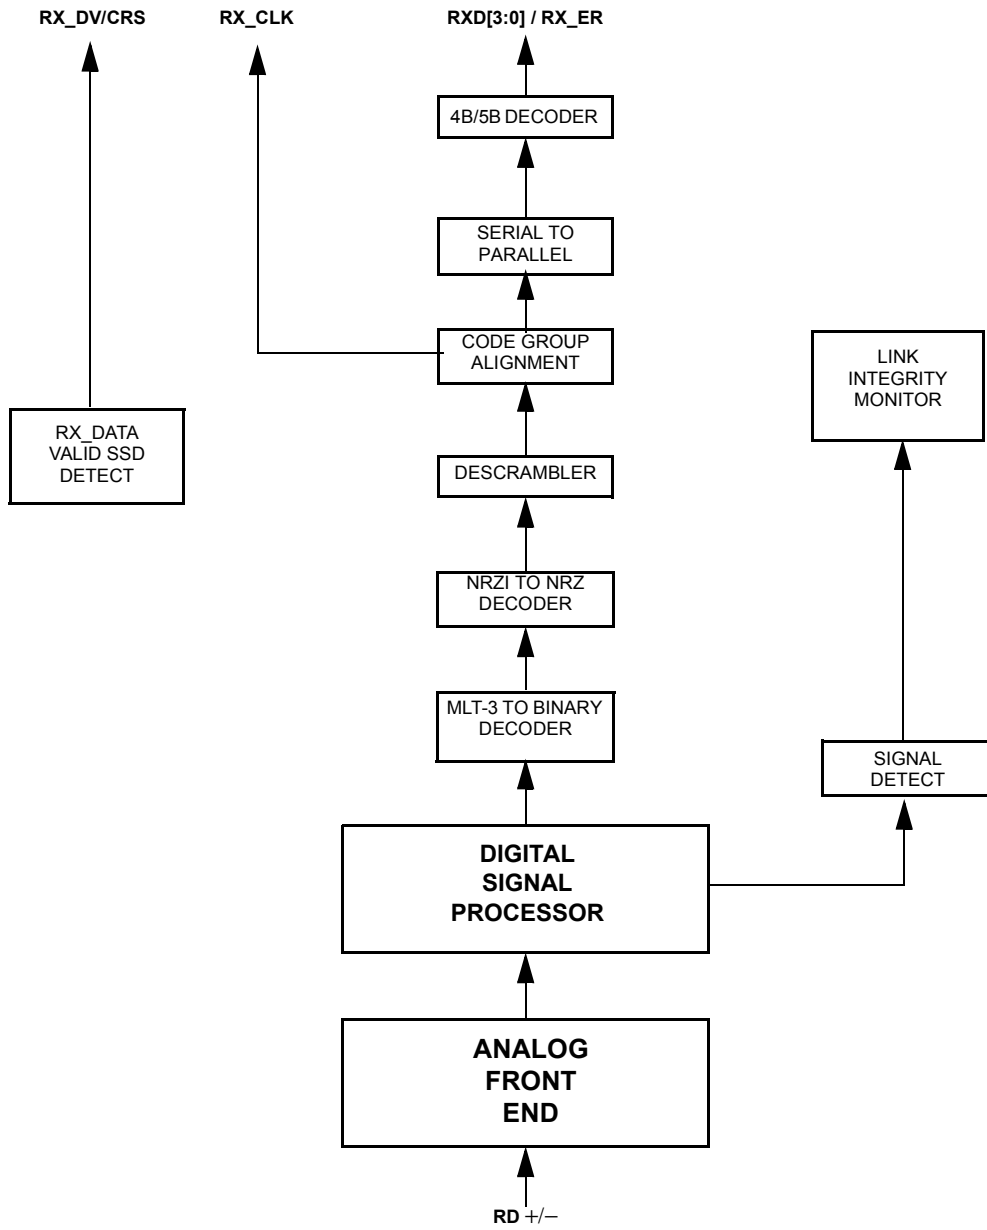 RX_DV/CRS
RX_CLK
RXD[3:0] / RX_ER
4B/5B DECODER
SERIAL TO
PARALLEL
CODE GROUP
ALIGNMENT
LINK
INTEGRITY
MONITOR
RX_DATA
VALID SSD
DETECT
DESCRAMBLER
NRZI TO NRZ
DECODER
MLT-3 TO BINARY
DECODER
SIGNAL
DETECT
DIGITAL
SIGNAL
PROCESSOR
ANALOG
FRONT
END
RD +/−